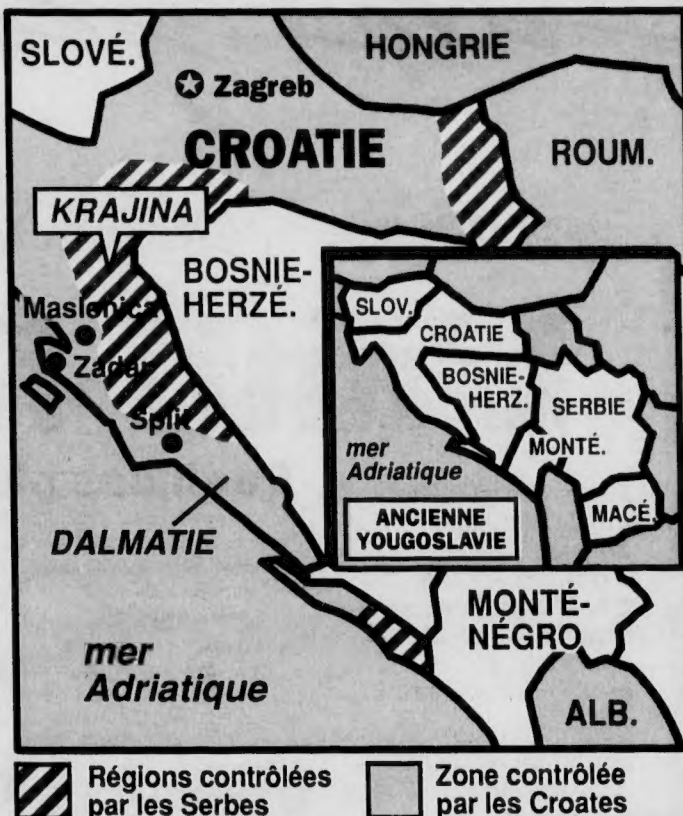 SLOVÉ.
HONGRIE
Zagreb
CROATIE
ROUM.
KRAJINA
BOSNIE-
HERZÉ.
Maslenica
Zadar
Split
DALMATIE
mer
Adriatique
MONTÉ-
NÉGRO
ALB.
SLOV.
CROATIE
BOSNIE-
HERZ.
SERBIE
MONTÉ.
mer
Adriatique
MACÉ.
ANCIENNE
YOUGOSLAVIE
Régions contrôlées
par les Serbes
Zone contrôlée
par les Croates